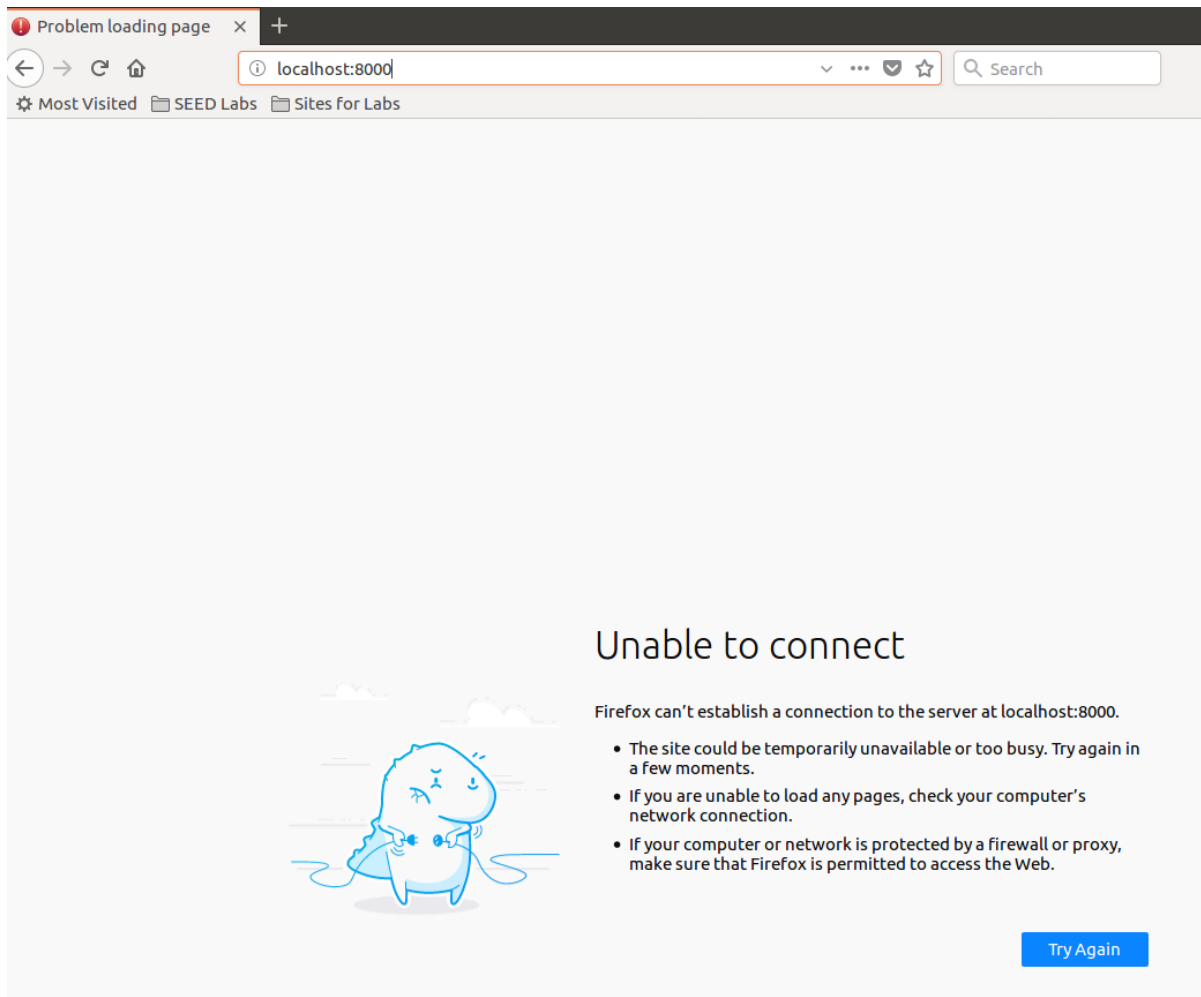 Problem loading page
localhost:8000
Search
Most Visited SEED Labs Sites for Labs
Unable to connect
Firefox can’t establish a connection to the server at localhost:8000.
The site could be temporarily unavailable or too busy. Try again in
a few moments.
If you are unable to load any pages, check your computer’s
network connection.
If your computer or network is protected by a firewall or proxy,
make sure that Firefox is permitted to access the Web.
Try Again